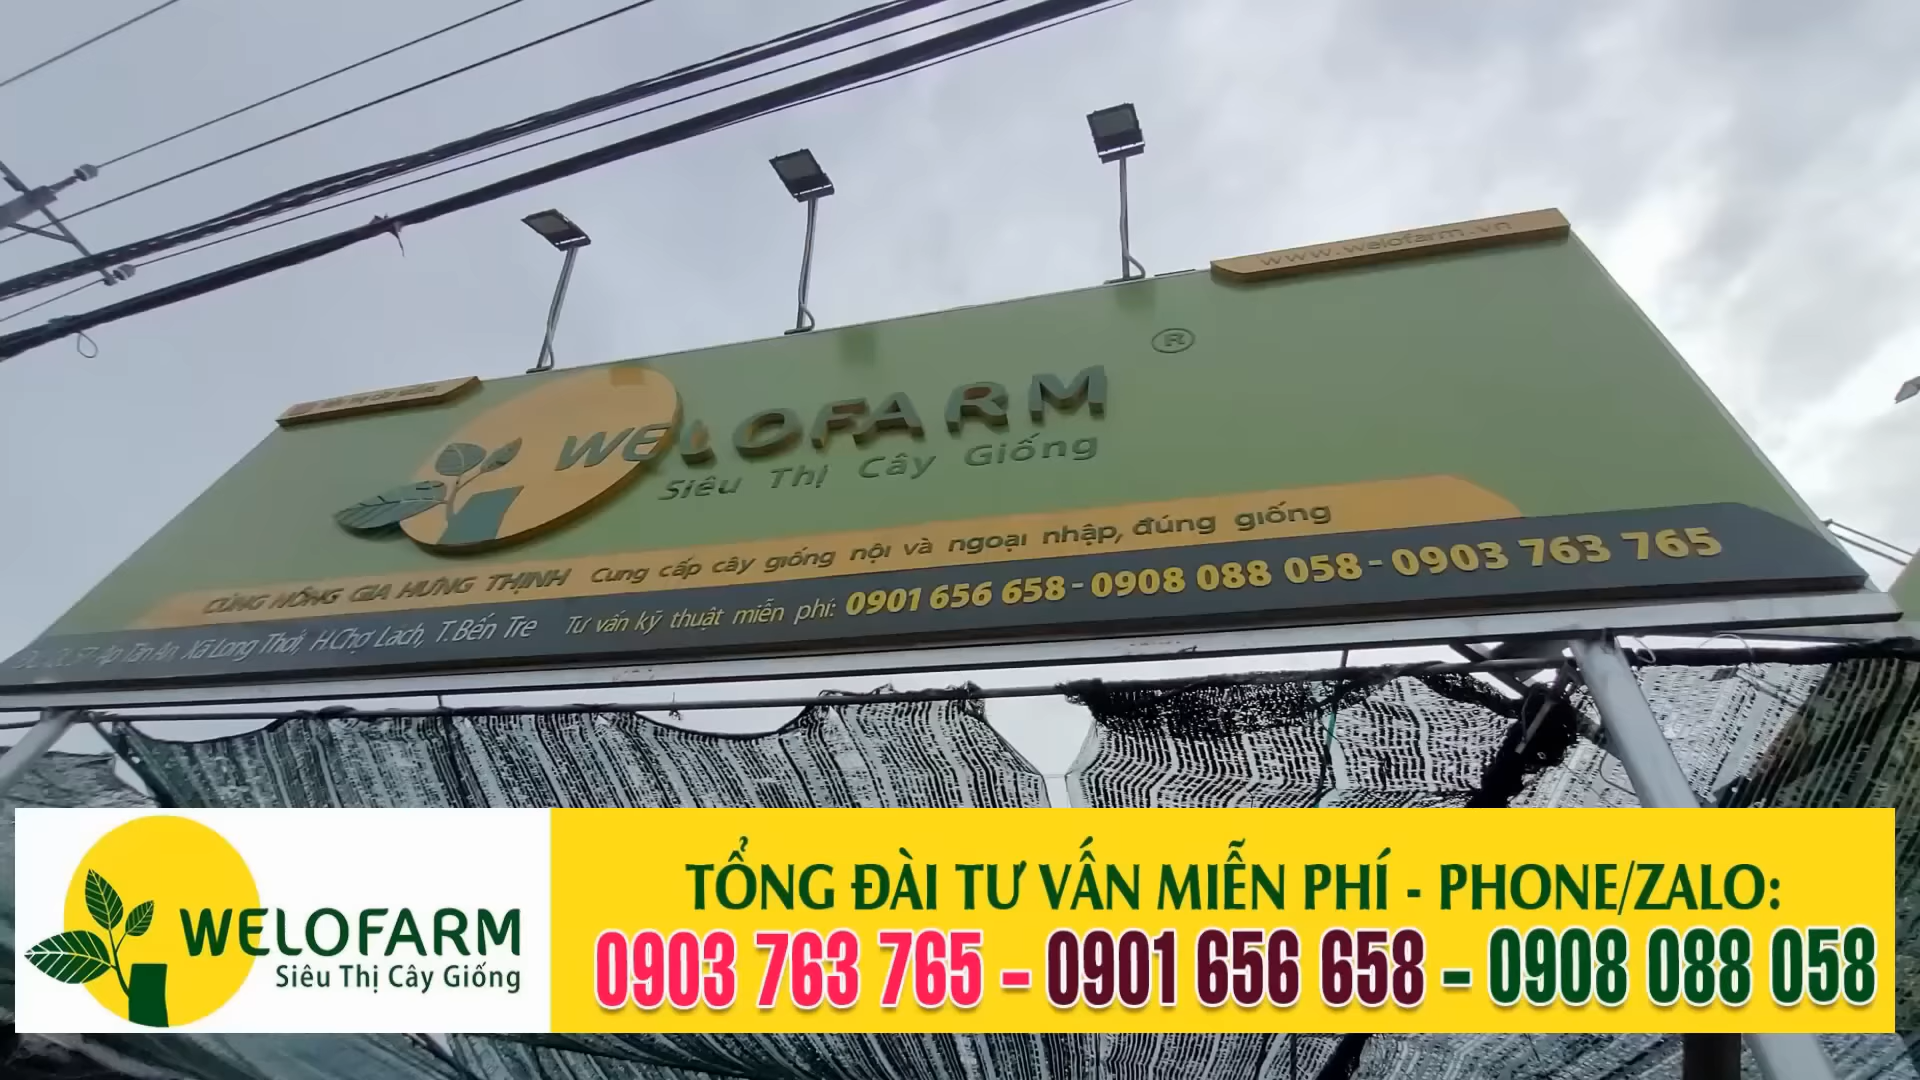 www.welofarm.vn
®
WELOFARM
Siêu Thị Cây Giống
CÙNG NÔNG GIA HƯNG THỊNH Cung cấp cây giống nội và ngoại nhập, đúng giống
QL 57 Ấp Tân An, Xã Long Thới, H.Chợ Lách, T.Bến Tre Tư vấn kỹ thuật miễn phí: 0901 656 658 - 0908 088 058 - 0903 763 765
WELOFARM
Siêu Thị Cây Giống
TỔNG ĐÀI TƯ VẤN MIỄN PHÍ - PHONE/ZALO:
0903 763 765 – 0901 656 658 – 0908 088 058